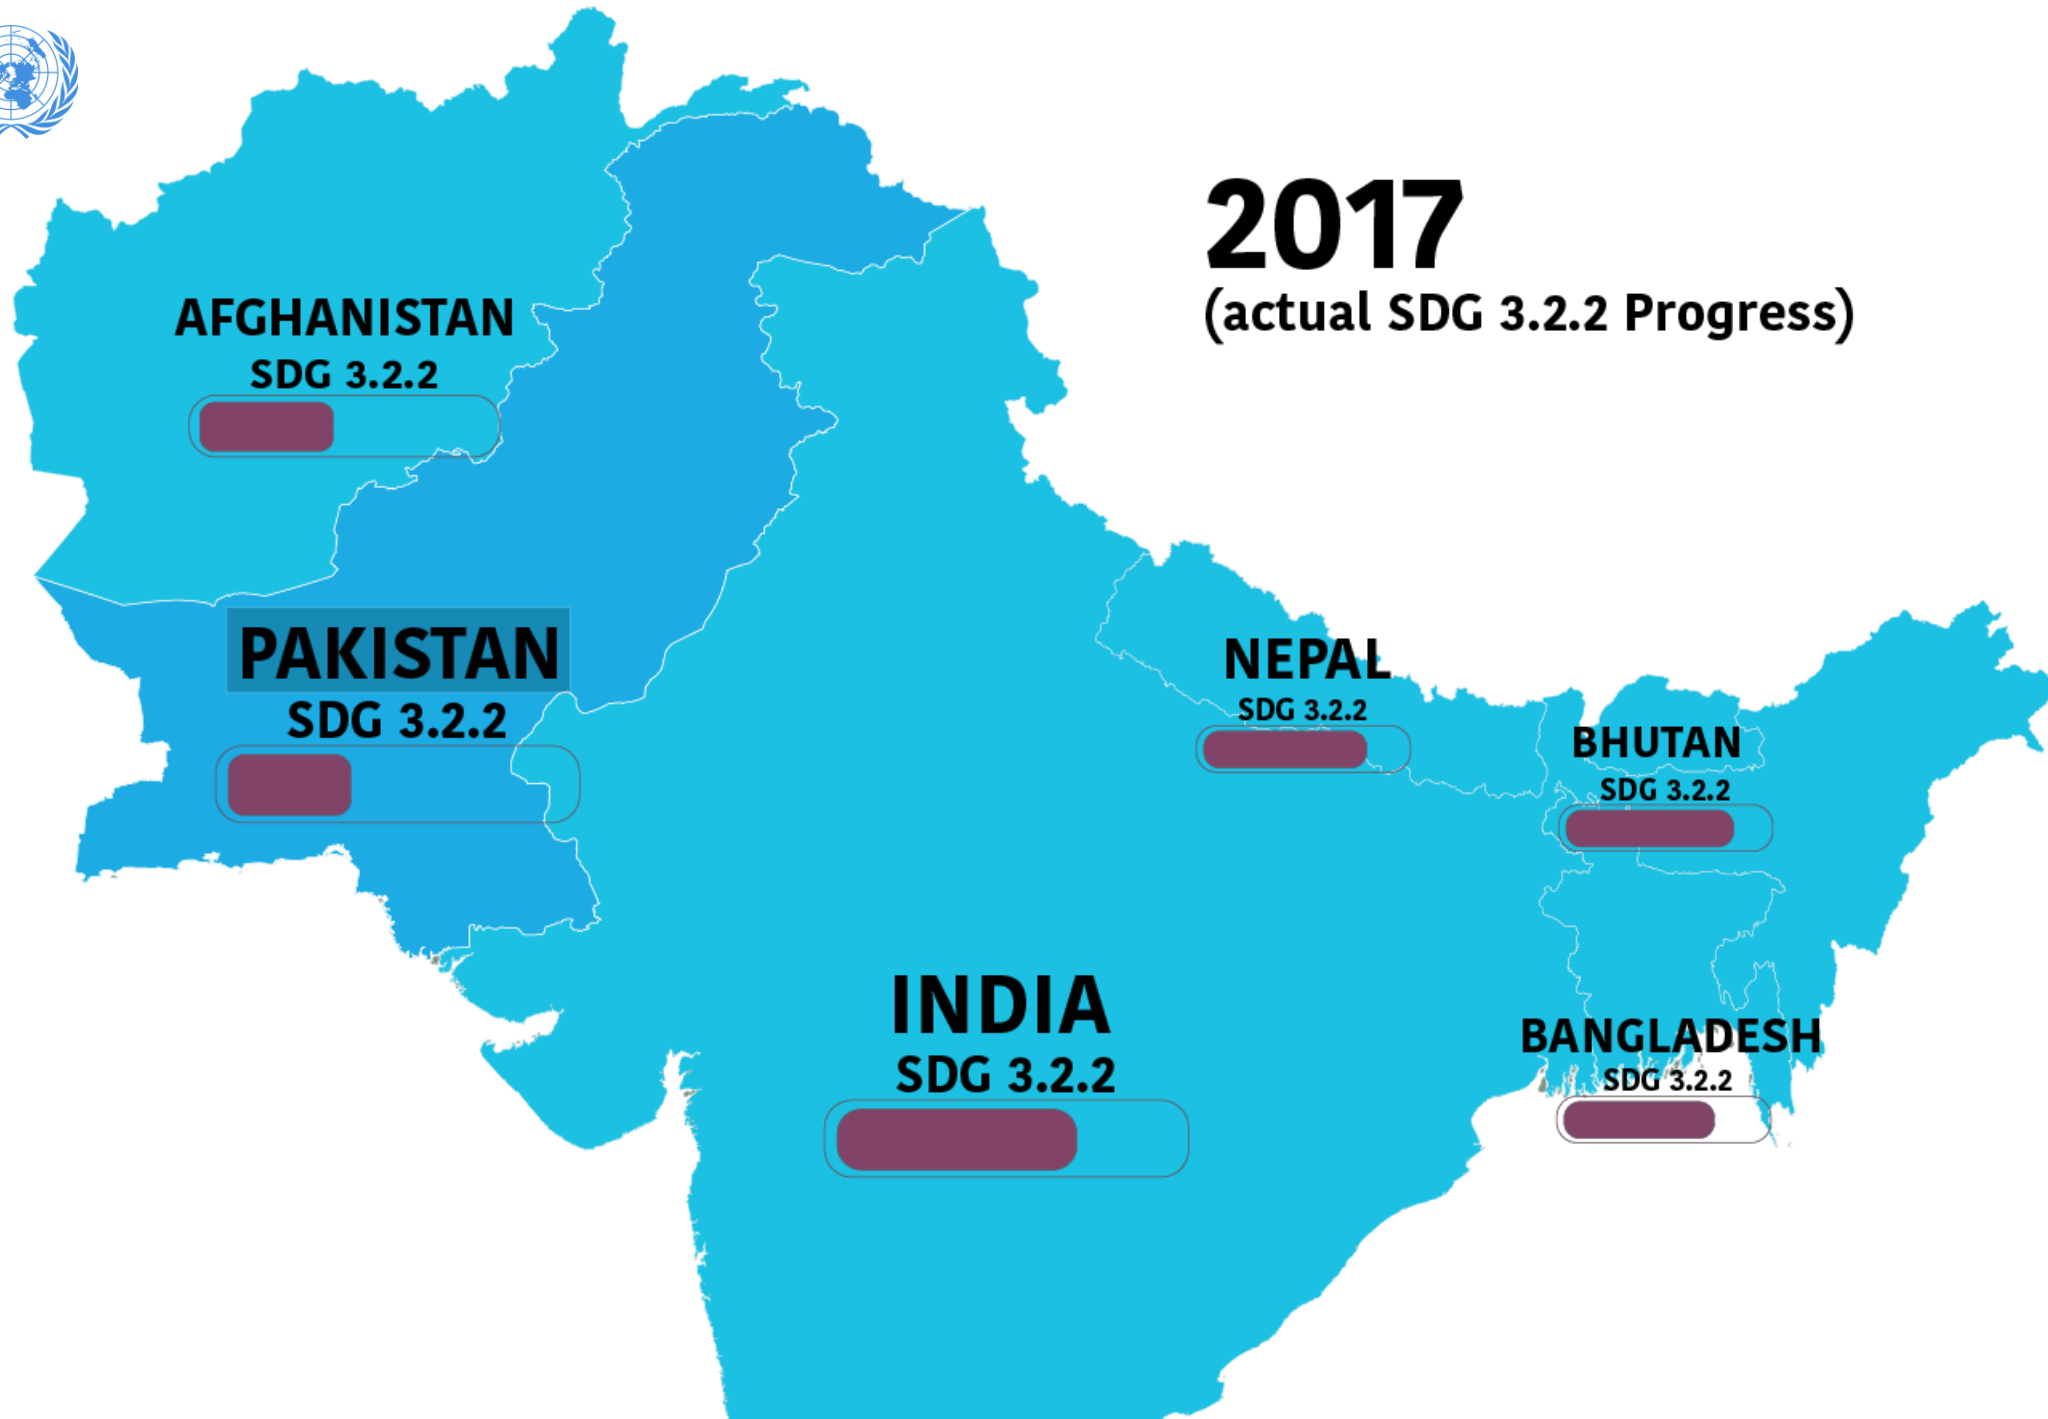 2017
(actual SDG 3.2.2 Progress)
AFGHANISTAN
SDG 3.2.2
PAKISTAN
SDG 3.2.2
NEPAL
SDG 3.2.2
BHUTAN
SDG 3.2.2
INDIA
SDG 3.2.2
BANGLADESH
SDG 3.2.2